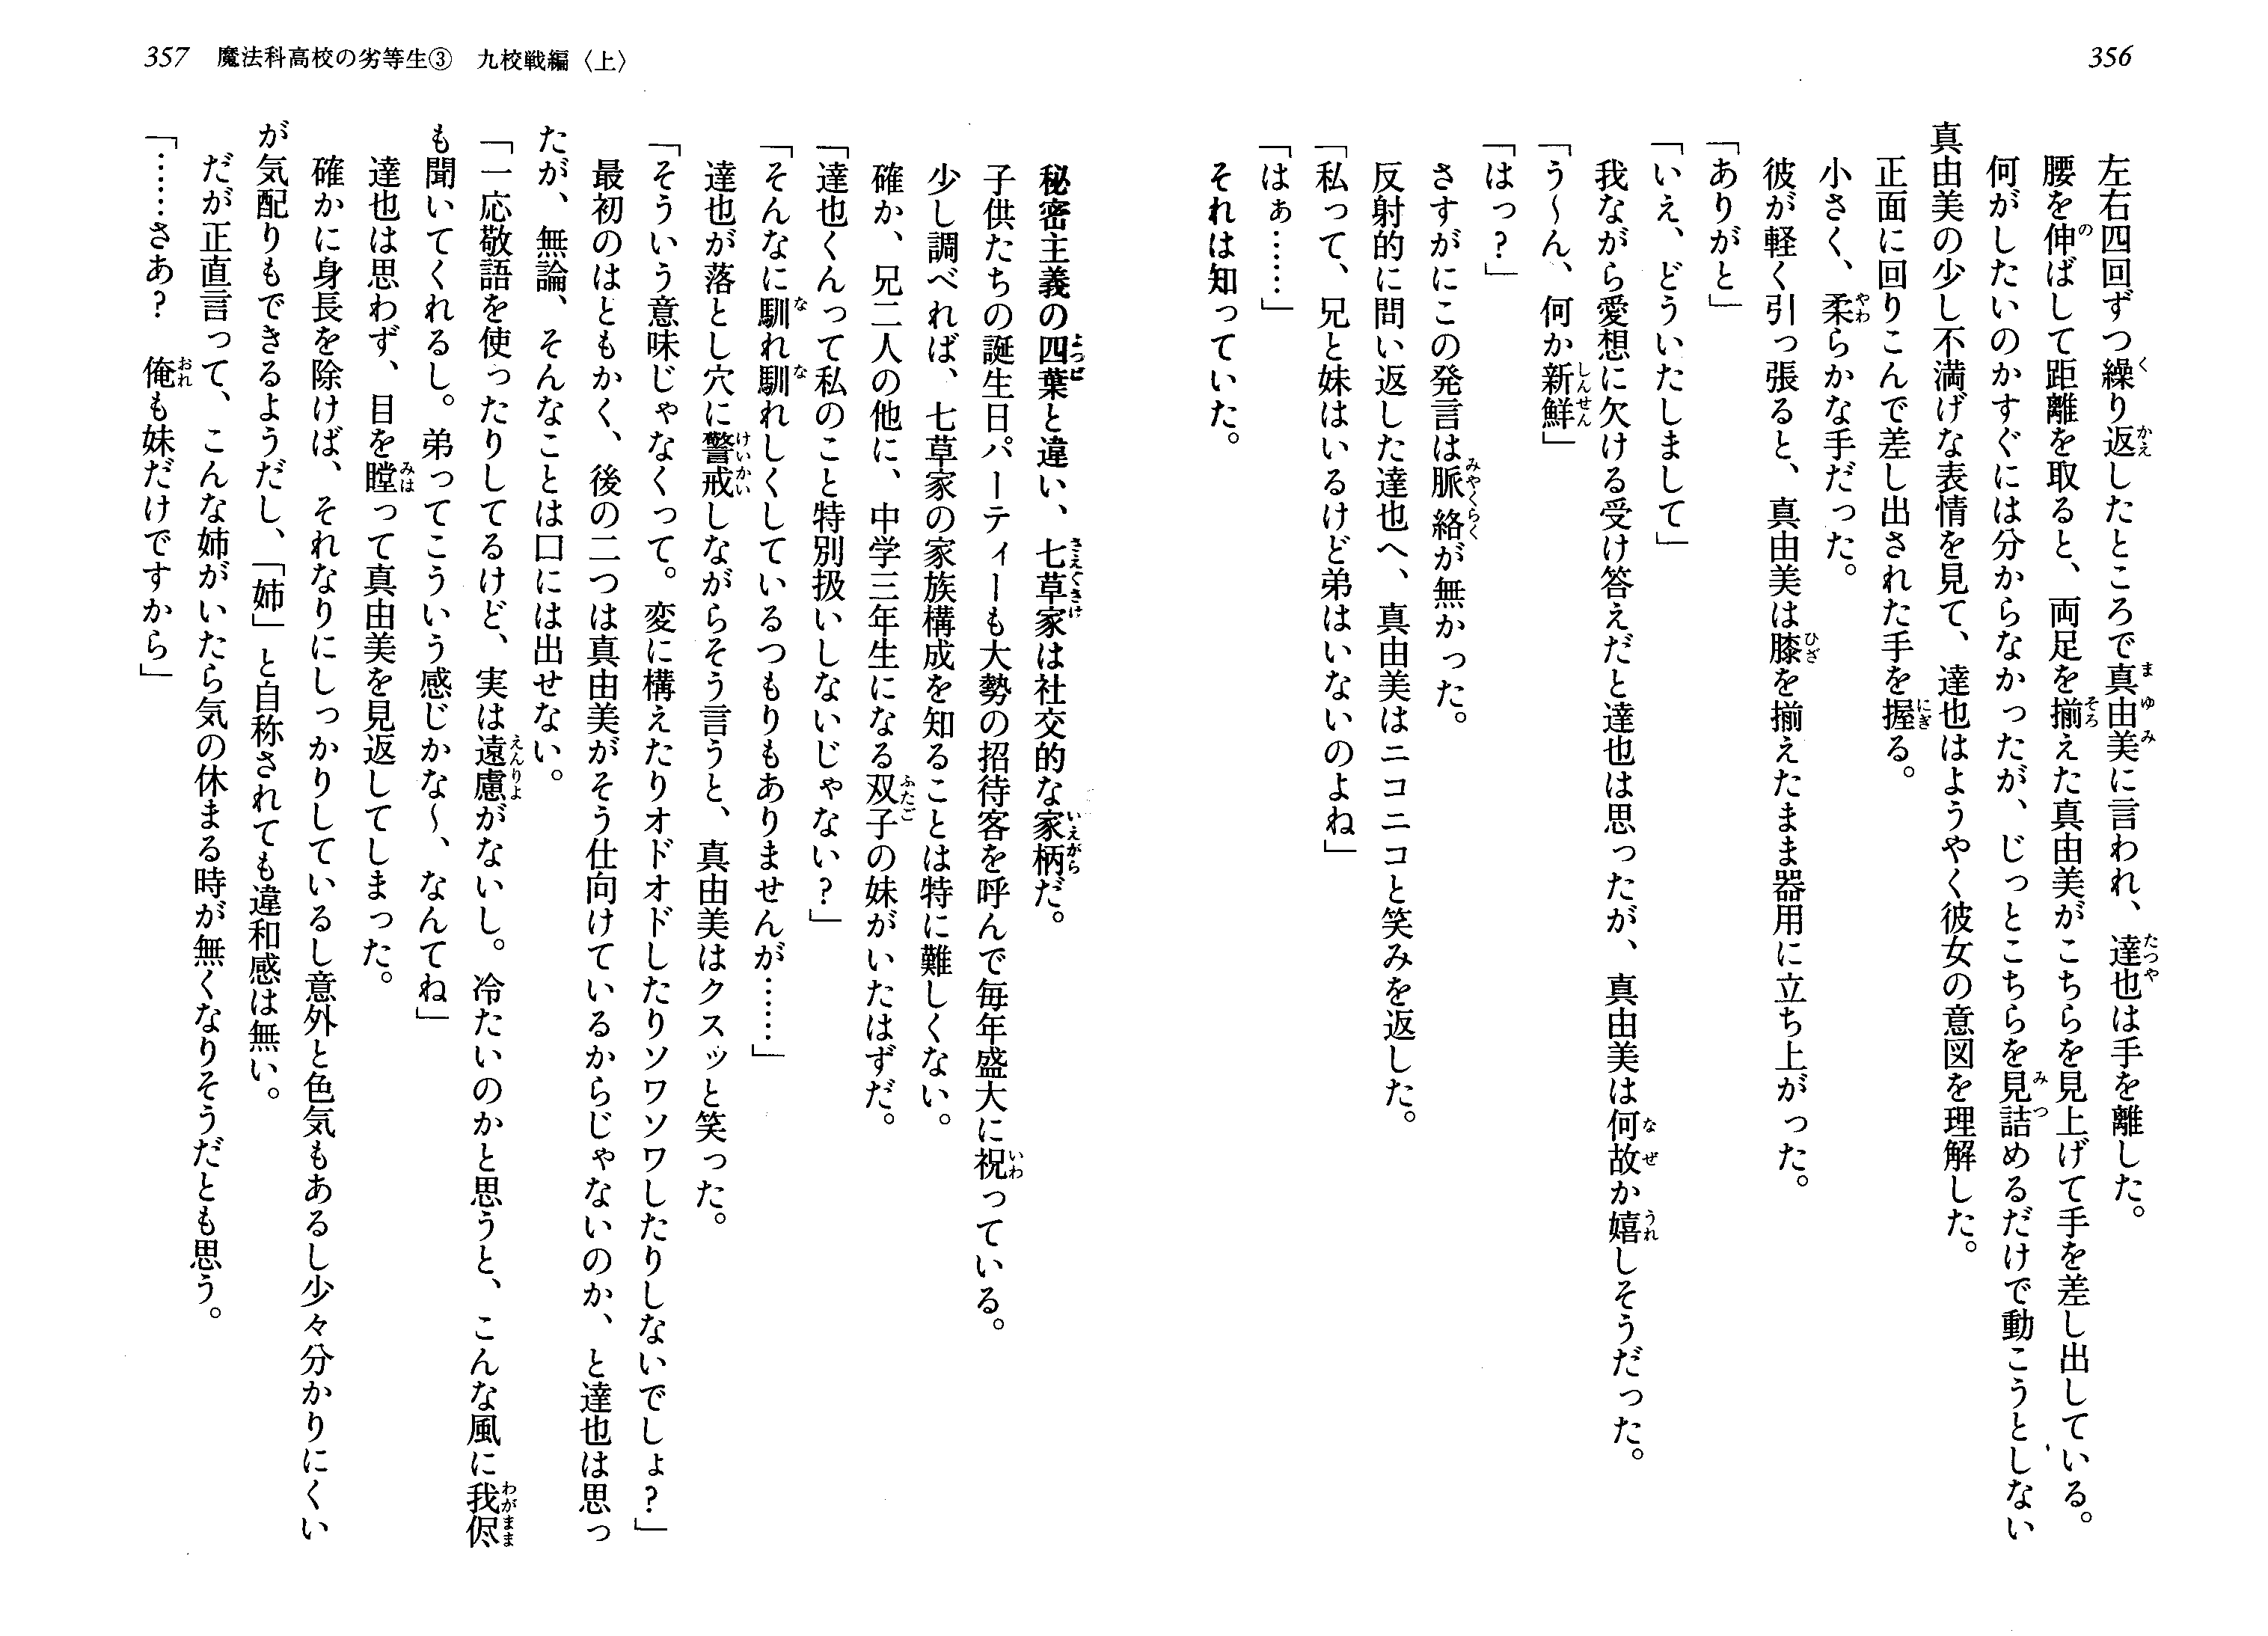 356
左右四回ずつ繰り返したところで真由美に言われ、達也は手を離した。
腰を伸ばして距離を取ると、両足を揃えた真由美がこちらを見上げて手を差し出している。
何がしたいのかすぐには分からなかったが、じっとこちらを見詰めるだけで動こうとしない
真由美の少し不満げな表情を見て、達也はようやく彼女の意図を理解した。
正面に回りこんで差し出された手を握る。
小さく、柔らかな手だった。
彼が軽く引っ張ると、真由美は膝を揃えたまま器用に立ち上がった。
「ありがと」
「いえ、どういたしまして」
我ながら愛想に欠ける受け答えだと達也は思ったが、真由美は何故か嬉しそうだった。
「う～ん、何か新鮮」
「はっ？」
さすがにこの発言は脈絡が無かった。
反射的に問い返した達也へ、真由美はニコニコと笑みを返した。
「私って、兄と妹はいるけど弟はいないのよね」
「はぁ……」
それは知っていた。
357 魔法科高校の劣等生③ 九校戦編〈上〉
秘密主義の四葉と違い、七草家は社交的な家柄だ。
子供たちの誕生日パーティーも大勢の招待客を呼んで毎年盛大に祝っている。
少し調べれば、七草家の家族構成を知ることは特に難しくない。
確か、兄二人の他に、中学三年生になる双子の妹がいたはずだ。
「達也くんって私のこと特別扱いしないじゃない？」
「そんなに馴れ馴れしくしているつもりもありませんが……」
達也が落とし穴に警戒しながらそう言うと、真由美はクスッと笑った。
「そういう意味じゃなくって。変に構えたりオドオドしたりソワソワしたりしないでしょ？」
最初のはともかく、後の二つは真由美がそう仕向けているからじゃないのか、と達也は思っ
たが、無論、そんなことは口には出せない。
「一応敬語を使ったりしてるけど、実は遠慮がないし。冷たいのかと思うと、こんな風に我侭
も聞いてくれるし。弟ってこういう感じかな～、なんてね」
達也は思わず、目を瞠って真由美を見返してしまった。
確かに身長を除けば、それなりにしっかりしているし意外と色気もあるし少々分かりにくい
が気配りもできるようだし、「姉」と自称されても違和感は無い。
だが正直言って、こんな姉がいたら気の休まる時が無くなりそうだとも思う。
「……さあ？　俺も妹だけですから」